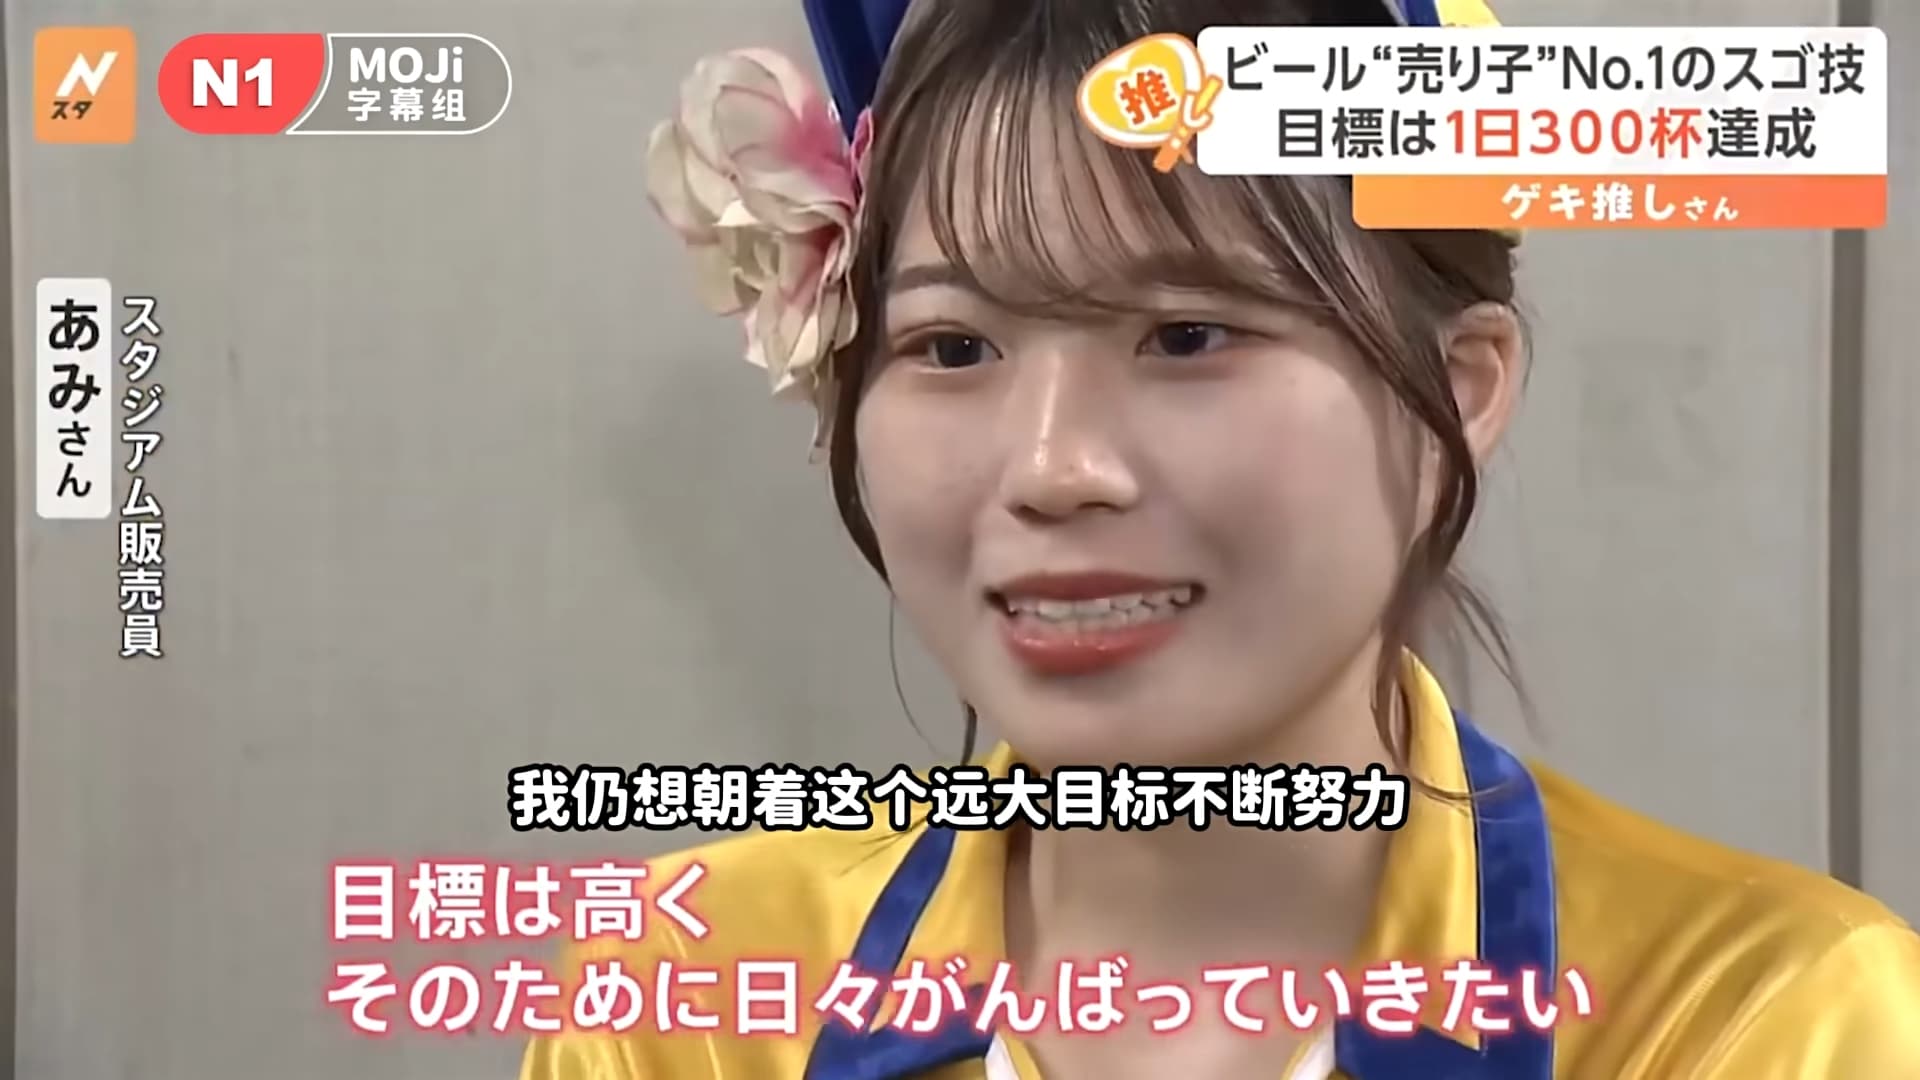 N
スタ
N1
MOJi
字幕组
推し
ビール“売り子”No.1のスゴ技
目標は1日300杯達成
ゲキ推しさん
スタジアム販売員
あみさん
我仍想朝着这个远大目标不断努力
目標は高く
そのために日々がんばっていきたい